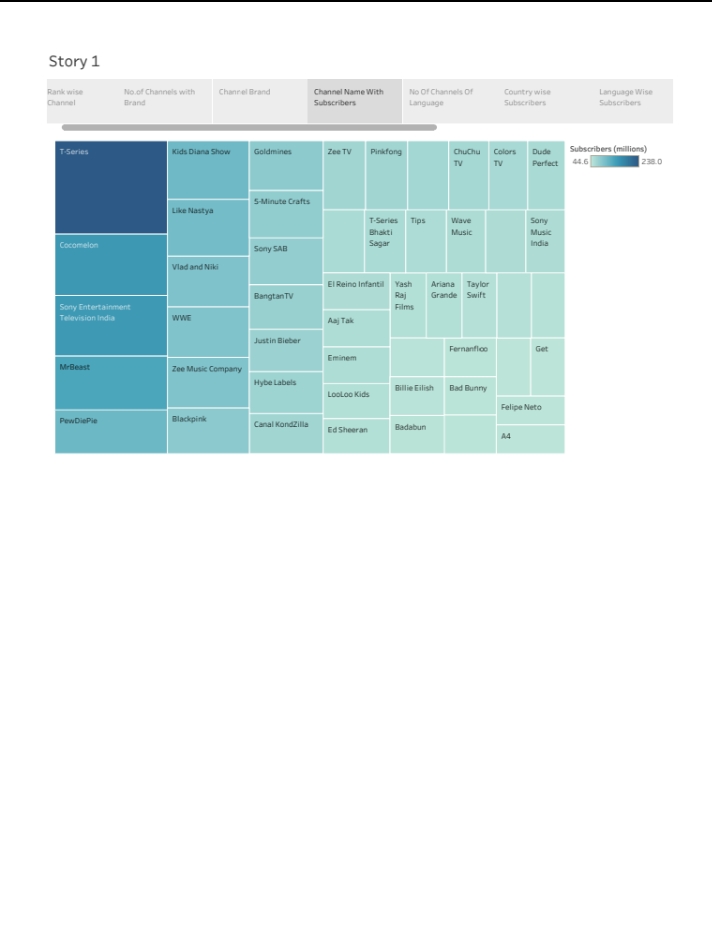 Story 1
Rank wise
Channel
No.of Channels with
Brand
Channel Brand
Channel Name With
Subscribers
No Of Channels Of
Language
Country wise
Subscribers
Language Wise
Subscribers
T-Series
Cocomelon
Sony Entertainment
Television India
MrBeast
PewDiePie
Kids Diana Show
Like Nastya
Vlad and Niki
WWE
Zee Music Company
Blackpink
Goldmines
5-Minute Crafts
Sony SAB
BangtanTV
Justin Bieber
Hybe Labels
Canal KondZilla
Zee TV
Pinkfong
ChuChu
TV
Colors
TV
Dude
Perfect
T-Series
Bhakti
Sagar
Tips
Wave
Music
Sony
Music
India
El Reino Infantil
Aaj Tak
Eminem
LooLoo Kids
Ed Sheeran
Yash
Raj
Films
Ariana
Grande
Taylor
Swift
Billie Eilish
Badabun
Fernanfloo
Bad Bunny
Get
Felipe Neto
A4
Subscribers (millions)
44.6 238.0